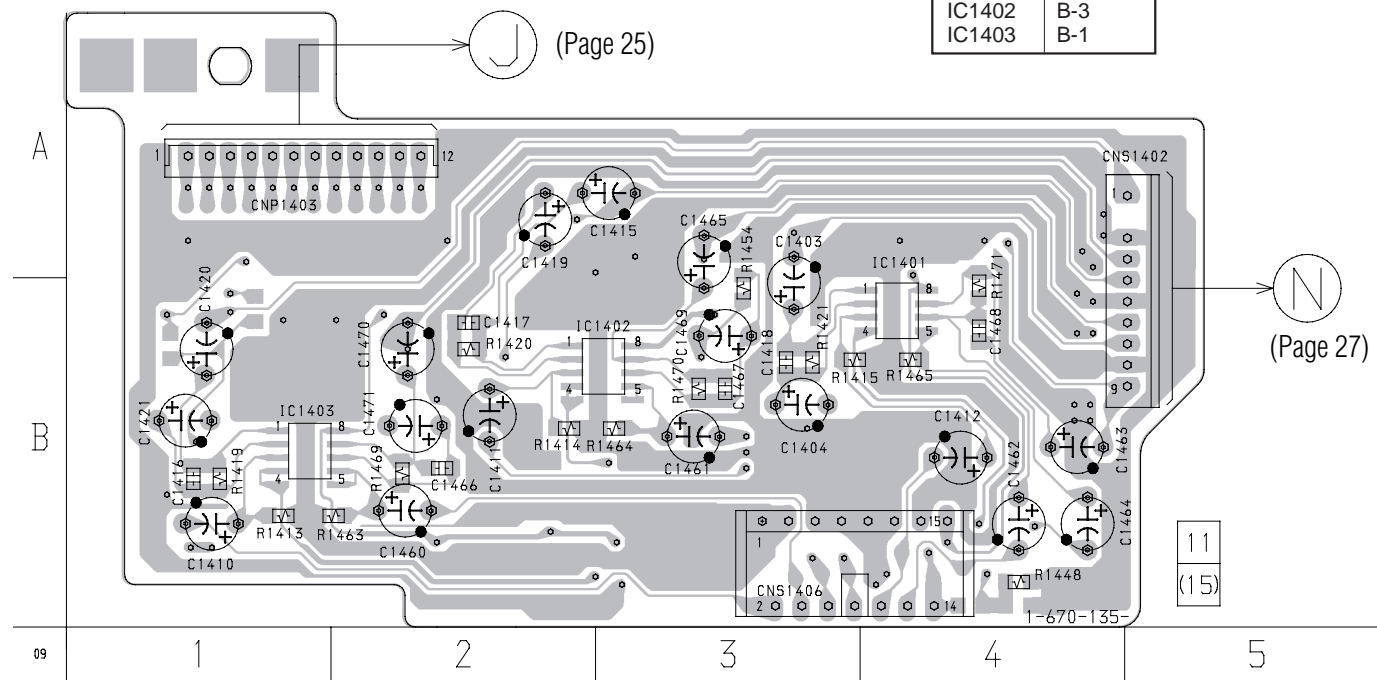 IC1402 B-3
IC1403 B-1
J (Page 25)
A
1 12
CNP1403
CNS1402
1
9
N
(Page 27)
C1415
C1419
C1465
R1454
C1403
IC1401
1 8
4 5
R1471
C1468
C1420
C1470
C1417
R1420
IC1402
1 8
4 5
C1469
C1418
R1421
R1415 R1465
R1470
C1467
C1421
B
IC1403
1 8
4 5
C1471
C1411
R1414 R1464
C1461
C1404
C1412
C1462
C1463
C1416
R1419
R1469
C1466
C1410
R1413 R1463
C1460
C1464
1 15
CNS1406
2 14
R1448
1-670-135-
11
(15)
09 1 2 3 4 5